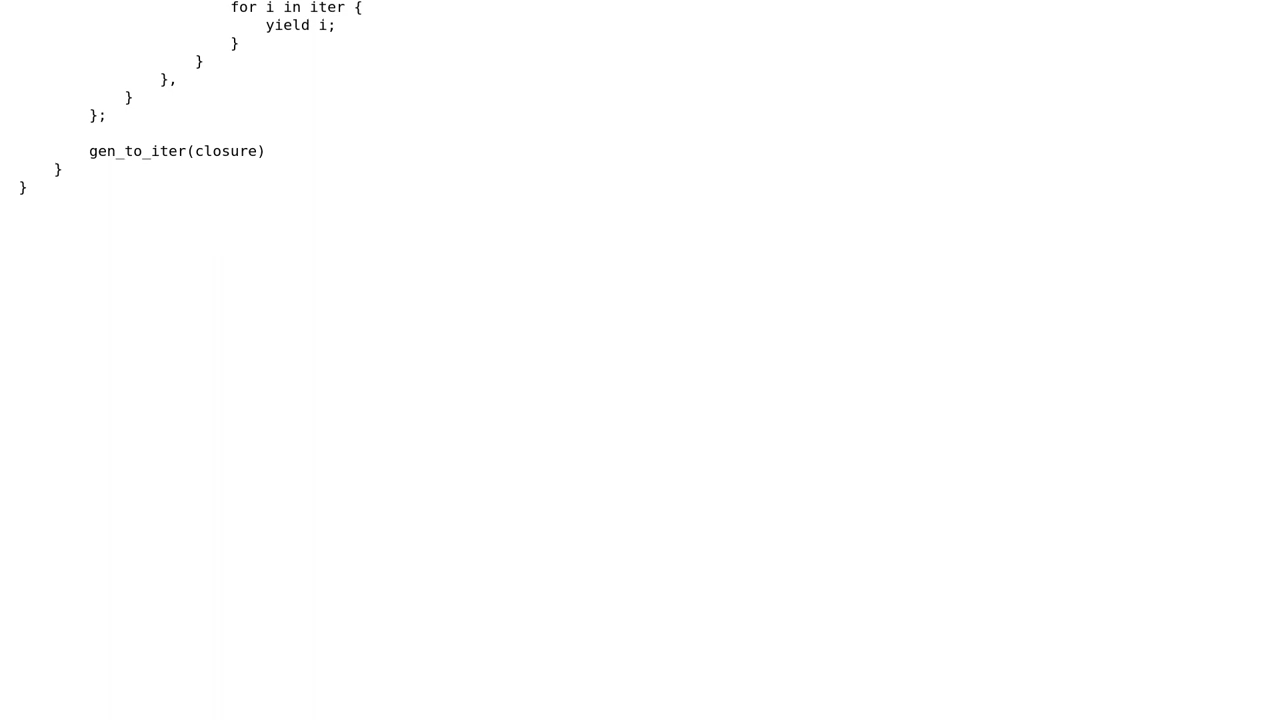 for i in iter {
                            yield i;
                        }
                    }
                },
            }
        };

        gen_to_iter(closure)
    }
}